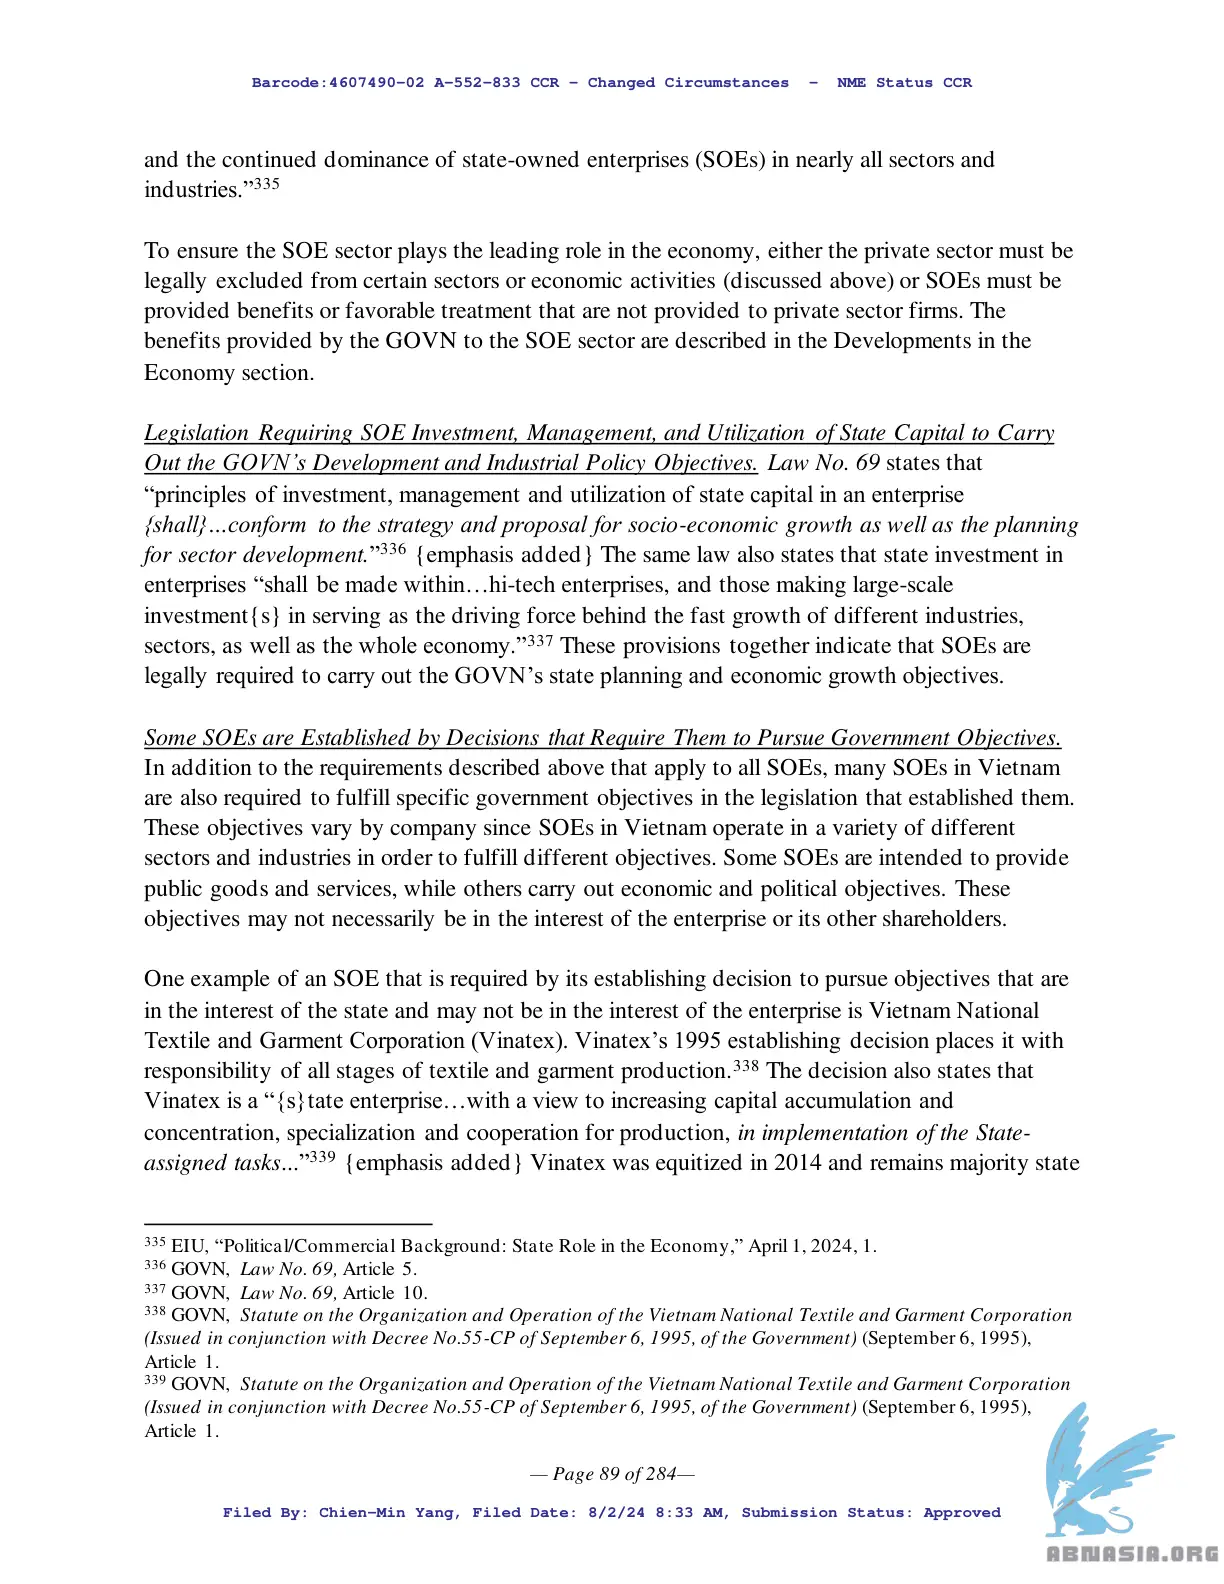 Barcode:4607490-02 A-552-833 CCR - Changed Circumstances - NME Status CCR
and the continued dominance of state-owned enterprises (SOEs) in nearly all sectors and
industries.”335
To ensure the SOE sector plays the leading role in the economy, either the private sector must be
legally excluded from certain sectors or economic activities (discussed above) or SOEs must be
provided benefits or favorable treatment that are not provided to private sector firms. The
benefits provided by the GOVN to the SOE sector are described in the Developments in the
Economy section.
Legislation Requiring SOE Investment, Management, and Utilization of State Capital to Carry
Out the GOVN’s Development and Industrial Policy Objectives. Law No. 69 states that
“principles of investment, management and utilization of state capital in an enterprise
{shall}…conform to the strategy and proposal for socio-economic growth as well as the planning
for sector development.”336 {emphasis added} The same law also states that state investment in
enterprises “shall be made within…hi-tech enterprises, and those making large-scale
investment{s} in serving as the driving force behind the fast growth of different industries,
sectors, as well as the whole economy.”337 These provisions together indicate that SOEs are
legally required to carry out the GOVN’s state planning and economic growth objectives.
Some SOEs are Established by Decisions that Require Them to Pursue Government Objectives.
In addition to the requirements described above that apply to all SOEs, many SOEs in Vietnam
are also required to fulfill specific government objectives in the legislation that established them.
These objectives vary by company since SOEs in Vietnam operate in a variety of different
sectors and industries in order to fulfill different objectives. Some SOEs are intended to provide
public goods and services, while others carry out economic and political objectives. These
objectives may not necessarily be in the interest of the enterprise or its other shareholders.
One example of an SOE that is required by its establishing decision to pursue objectives that are
in the interest of the state and may not be in the interest of the enterprise is Vietnam National
Textile and Garment Corporation (Vinatex). Vinatex’s 1995 establishing decision places it with
responsibility of all stages of textile and garment production.338 The decision also states that
Vinatex is a “{s}tate enterprise…with a view to increasing capital accumulation and
concentration, specialization and cooperation for production, in implementation of the State-
assigned tasks...”339 {emphasis added} Vinatex was equitized in 2014 and remains majority state
335 EIU, “Political/Commercial Background: State Role in the Economy,” April 1, 2024, 1.
336 GOVN, Law No. 69, Article 5.
337 GOVN, Law No. 69, Article 10.
338 GOVN, Statute on the Organization and Operation of the Vietnam National Textile and Garment Corporation
(Issued in conjunction with Decree No.55-CP of September 6, 1995, of the Government) (September 6, 1995),
Article 1.
339 GOVN, Statute on the Organization and Operation of the Vietnam National Textile and Garment Corporation
(Issued in conjunction with Decree No.55-CP of September 6, 1995, of the Government) (September 6, 1995),
Article 1.
— Page 89 of 284—
Filed By: Chien-Min Yang, Filed Date: 8/2/24 8:33 AM, Submission Status: Approved
ABNASIA.ORG